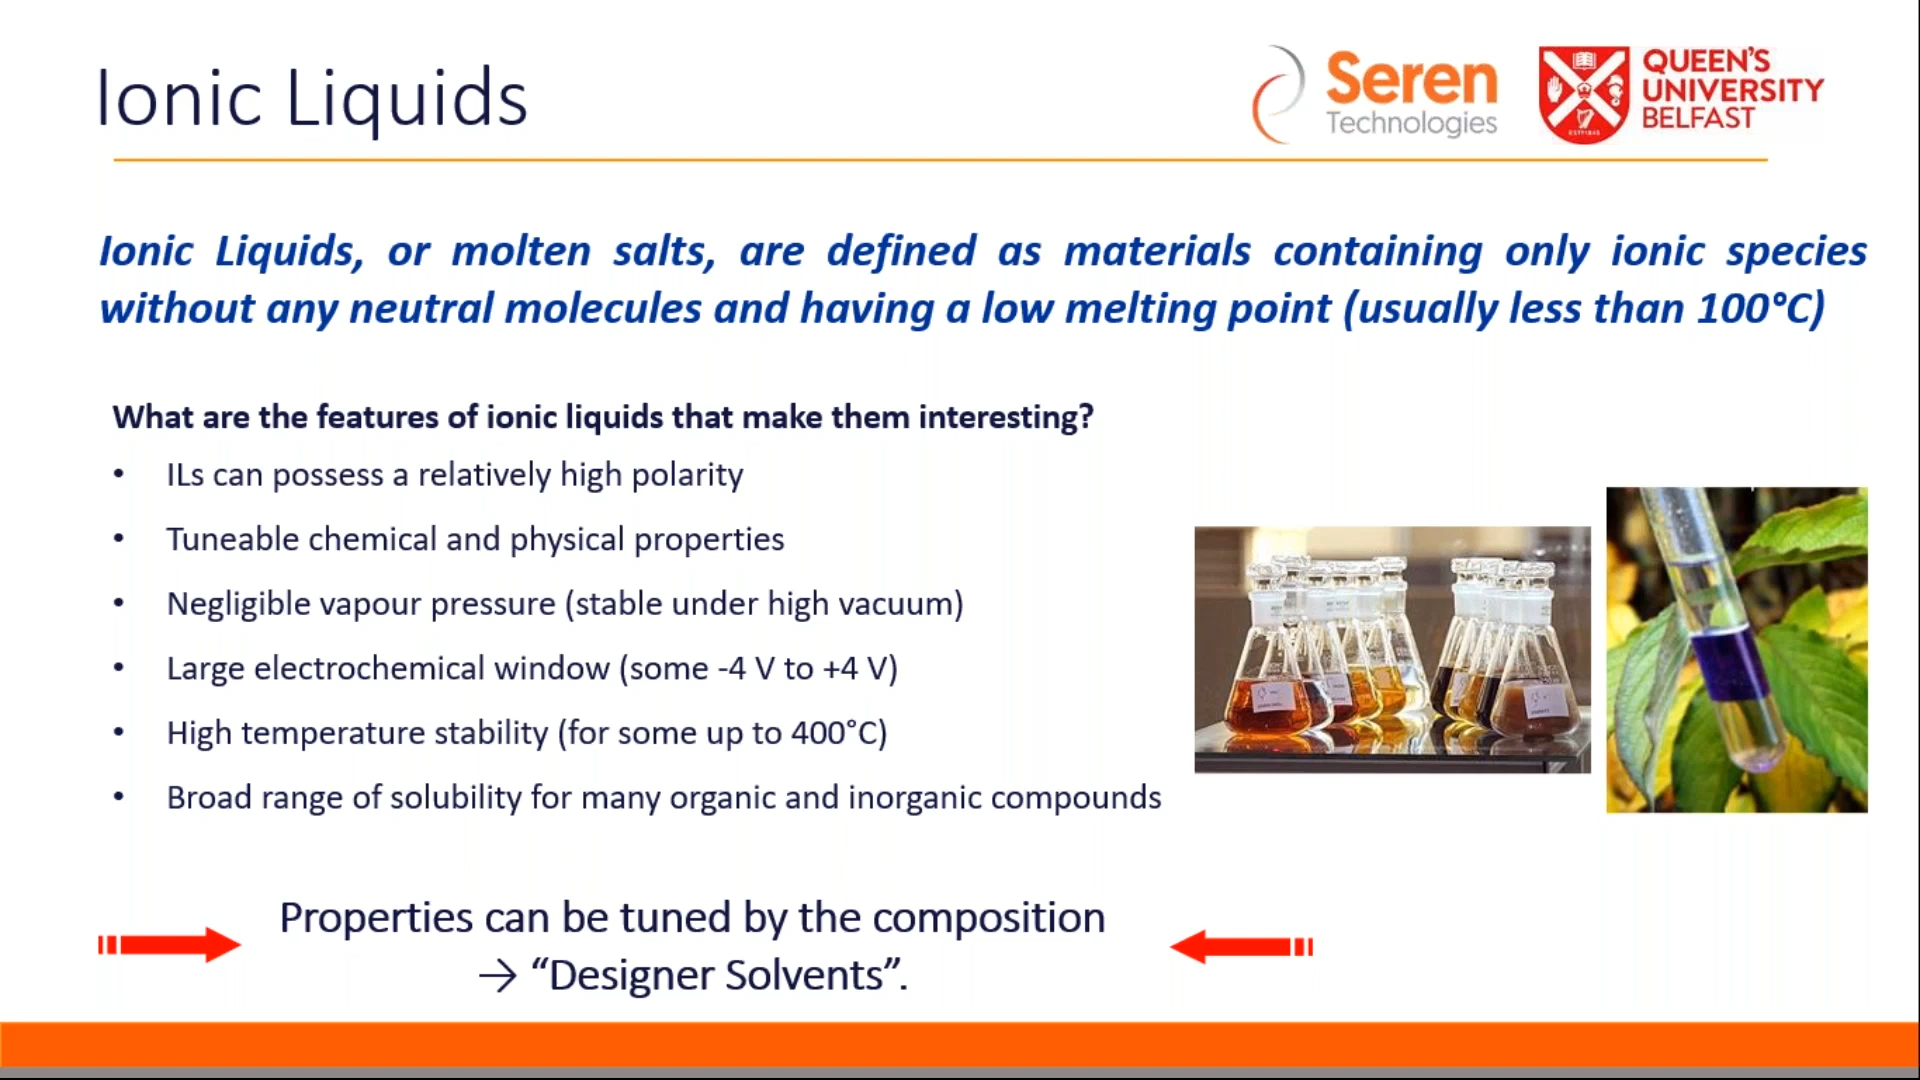 Ionic Liquids
Seren
Technologies
QUEEN'S
UNIVERSITY
BELFAST
ESTD1845
Ionic Liquids, or molten salts, are defined as materials containing only ionic species
without any neutral molecules and having a low melting point (usually less than 100°C)
What are the features of ionic liquids that make them interesting?
• ILs can possess a relatively high polarity
• Tuneable chemical and physical properties
• Negligible vapour pressure (stable under high vacuum)
• Large electrochemical window (some -4 V to +4 V)
• High temperature stability (for some up to 400°C)
• Broad range of solubility for many organic and inorganic compounds
Properties can be tuned by the composition
→ “Designer Solvents”.